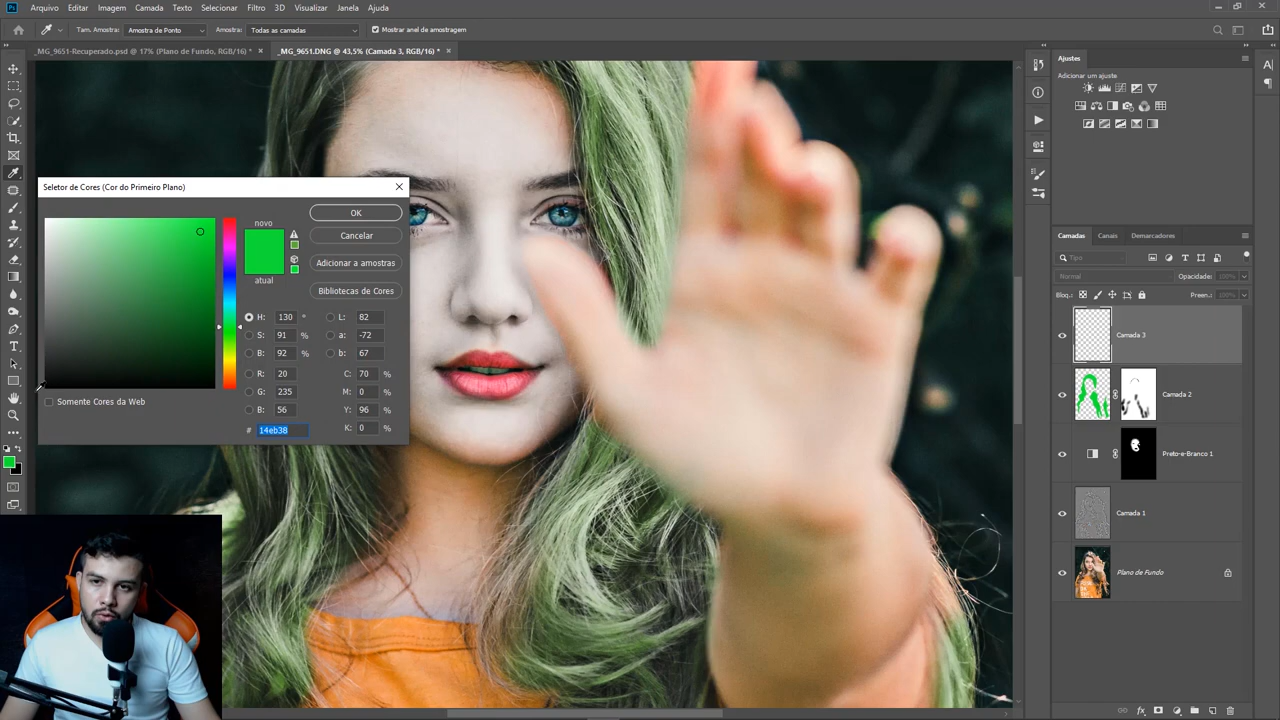 Ps Arquivo Editar Imagem Camada Texto Selecionar Filtro 3D Visualizar Janela Ajuda
Tam. Amostra: Amostra de Ponto Amostra: Todas as camadas Mostrar anel de amostragem
_MG_9651-Recuperado.psd @ 17% (Plano de Fundo, RGB/16) * × _MG_9651.DNG @ 43,5% (Camada 3, RGB/16) * ×
Seletor de Cores (Cor do Primeiro Plano)
novo
atual
OK
Cancelar
Adicionar a amostras
Bibliotecas de Cores
H: 130 ° L: 82
S: 91 % a: -72
B: 92 % b: 67
R: 20 C: 70 %
G: 235 M: 0 %
B: 56 Y: 96 %
# 14eb38 K: 0 %
Somente Cores da Web
Ajustes
Adicionar um ajuste
Camadas Canais Demarcadores
Tipo
Normal Opacidade: 100%
Bloq.: Preen.: 100%
Camada 3
Camada 2
Preto-e-Branco 1
Camada 1
Plano de Fundo